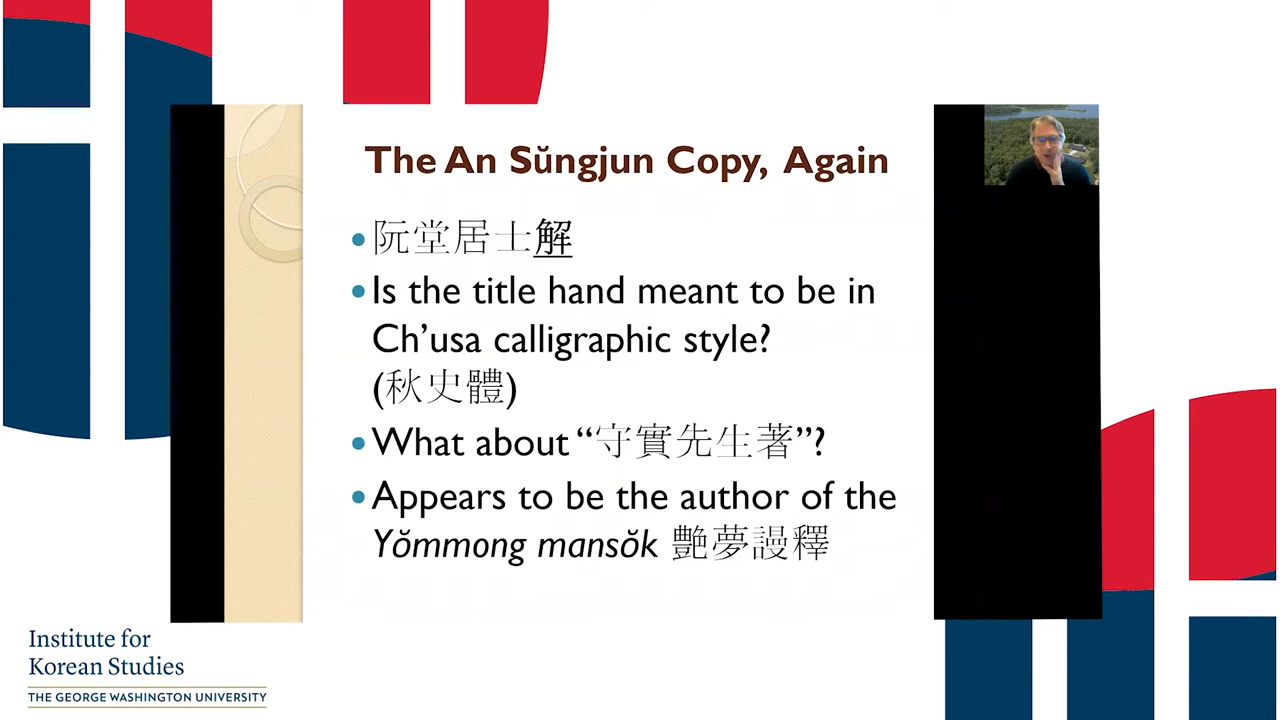 The An Sŭngjun Copy, Again
•阮堂居士解
•Is the title hand meant to be in
Ch’usa calligraphic style?
(秋史體)
•What about “守實先生著”?
•Appears to be the author of the
Yŏmmong mansŏk 艷夢謾釋
Institute for
Korean Studies
THE GEORGE WASHINGTON UNIVERSITY